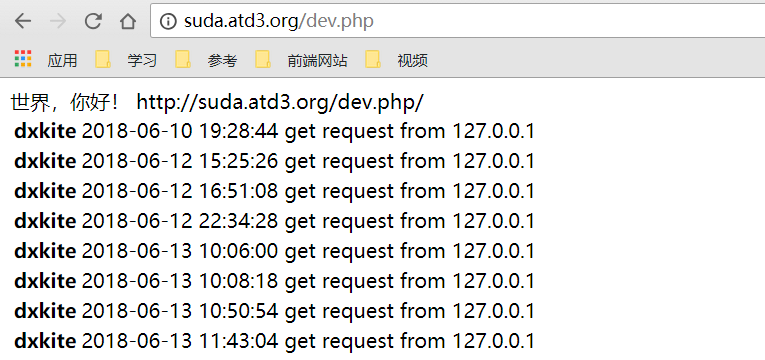 suda.atd3.org/dev.php
应用 学习 参考 前端网站 视频
世界，你好！ http://suda.atd3.org/dev.php/
dxkite 2018-06-10 19:28:44 get request from 127.0.0.1
dxkite 2018-06-12 15:25:26 get request from 127.0.0.1
dxkite 2018-06-12 16:51:08 get request from 127.0.0.1
dxkite 2018-06-12 22:34:28 get request from 127.0.0.1
dxkite 2018-06-13 10:06:00 get request from 127.0.0.1
dxkite 2018-06-13 10:08:18 get request from 127.0.0.1
dxkite 2018-06-13 10:50:54 get request from 127.0.0.1
dxkite 2018-06-13 11:43:04 get request from 127.0.0.1